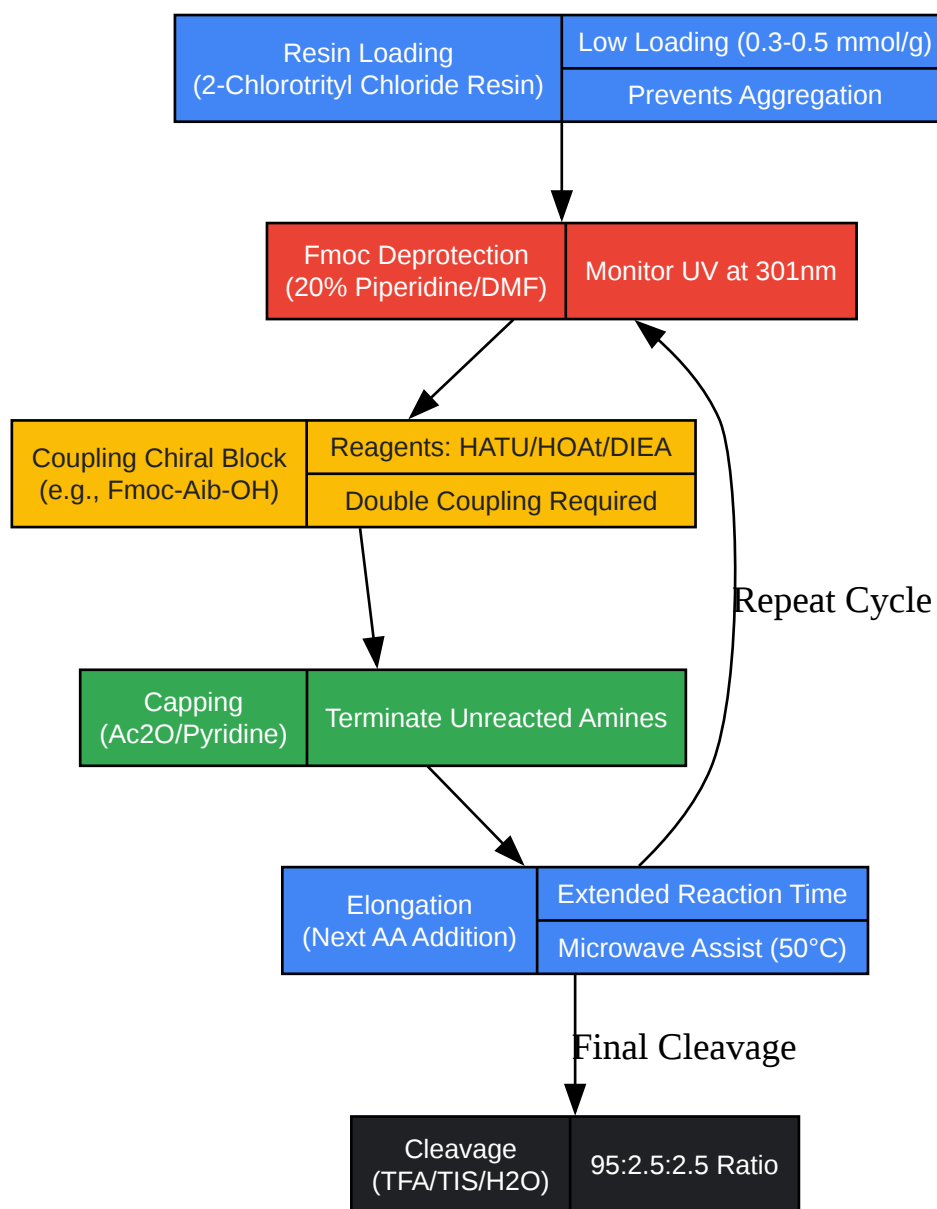 Resin Loading
(2-Chlorotrityl Chloride Resin)
Low Loading (0.3-0.5 mmol/g)
Prevents Aggregation
Fmoc Deprotection
(20% Piperidine/DMF)
Monitor UV at 301nm
Coupling Chiral Block
(e.g., Fmoc-Aib-OH)
Reagents: HATU/HOAt/DIEA
Double Coupling Required
Repeat Cycle
Capping
(Ac2O/Pyridine)
Terminate Unreacted Amines
Elongation
(Next AA Addition)
Extended Reaction Time
Microwave Assist (50°C)
Final Cleavage
Cleavage
(TFA/TIS/H2O)
95:2.5:2.5 Ratio